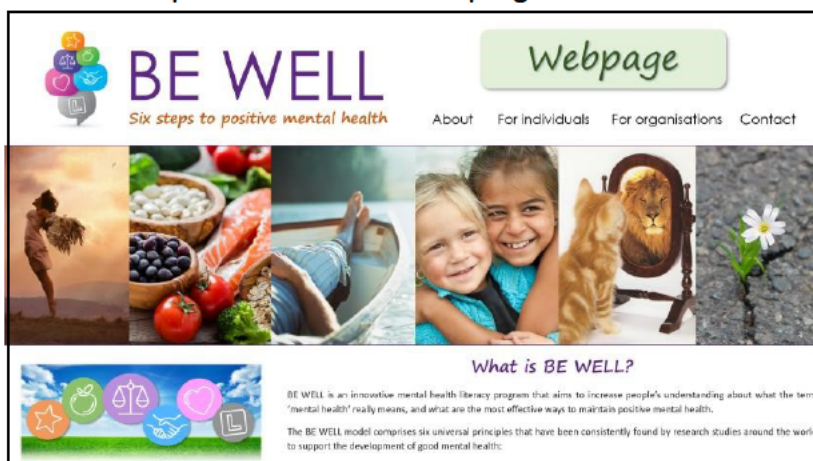 Webpage
BE WELL
Six steps to positive mental health
About For individuals For organisations Contact
What is BE WELL?
BE WELL is an innovative mental health literacy program that aims to increase people's understanding about what the term
'mental health' really means, and what are the most effective ways to maintain positive mental health.
The BE WELL model comprises six universal principles that have been consistently found by research studies around the
to support the development of good mental health: